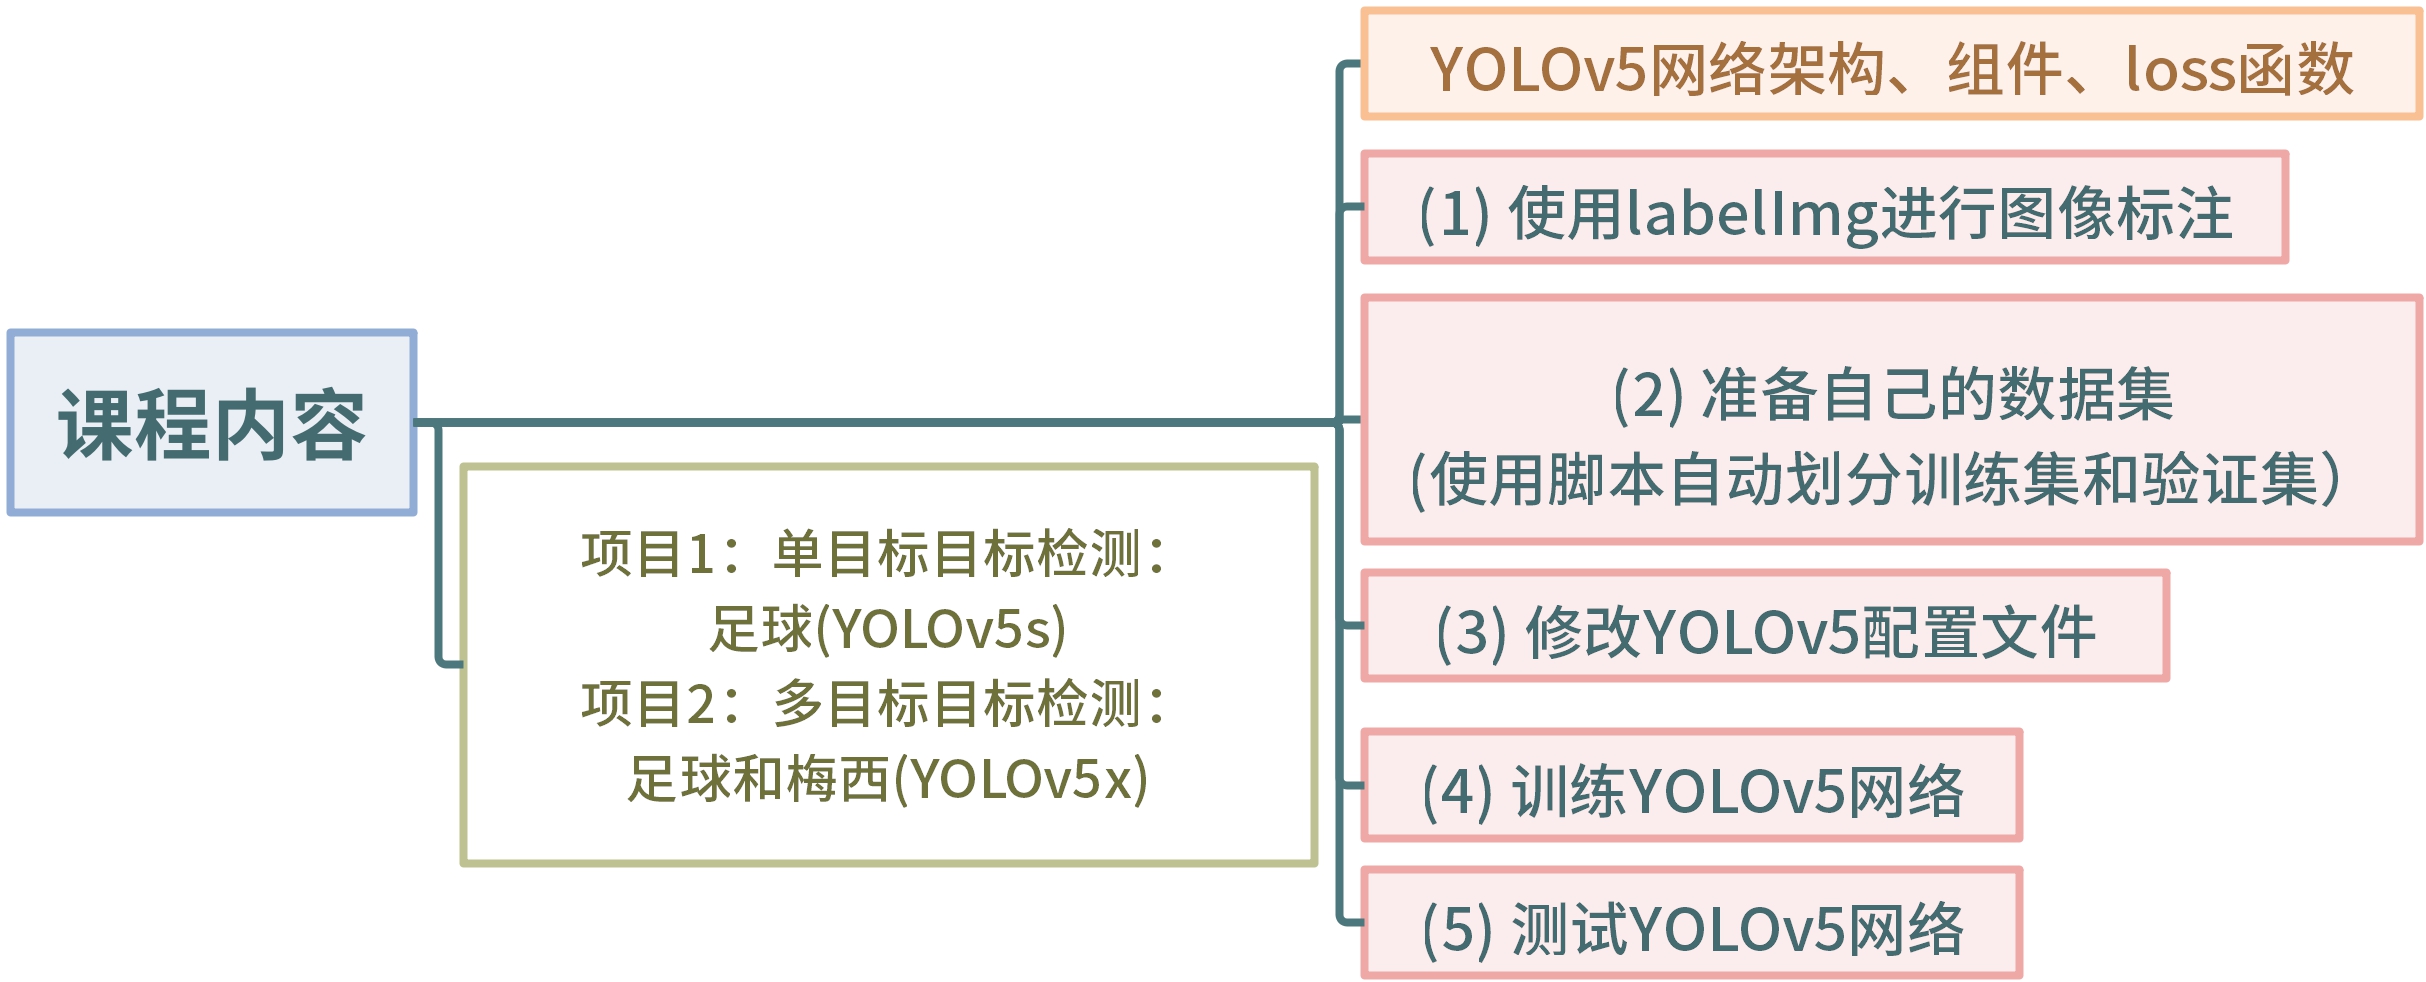 课程内容
项目1：单目标目标检测：
足球(YOLOv5s)
项目2：多目标目标检测：
足球和梅西(YOLOv5x)
YOLOv5网络架构、组件、loss函数
(1) 使用labelImg进行图像标注
(2) 准备自己的数据集
(使用脚本自动划分训练集和验证集）
(3) 修改YOLOv5配置文件
(4) 训练YOLOv5网络
(5) 测试YOLOv5网络